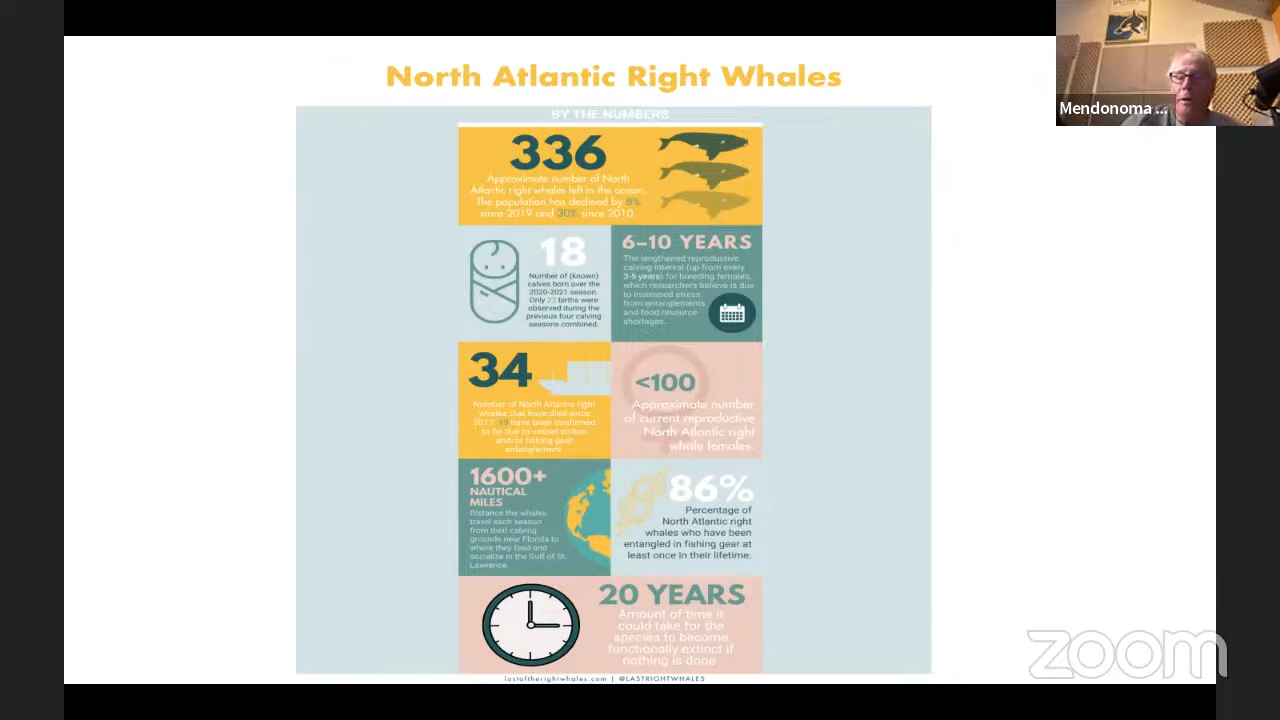 North Atlantic Right Whales
BY THE NUMBERS
336
Approximate number of North
Atlantic right whales left in the ocean.
The population has declined by 8%
since 2019 and 30% since 2010.
18
Number of (known)
calves born over the
2020-2021 season.
Only 22 births were
observed during the
previous four calving
seasons combined.
6-10 YEARS
The lengthened reproductive
calving interval (up from every
3-5 years) for breeding females,
which researchers believe is due
to increased stress
from entanglements
and food resource
shortages.
34
Number of North Atlantic right
whales that have died since
2017. 19 have been confirmed
to be due to vessel strikes
and/or fishing gear
entanglement.
<100
Approximate number
of current reproductive
North Atlantic right
whale females.
1600+
NAUTICAL
MILES
Distance the whales
travel each season
from their calving
grounds near Florida to
where they feed and
socialize in the Gulf of St.
Lawrence.
86%
Percentage of
North Atlantic right
whales who have been
entangled in fishing gear at
least once in their lifetime.
20 YEARS
Amount of time it
could take for the
species to become
functionally extinct if
nothing is done
lastoftherightwhales.com | @LASTRIGHTWHALES
Mendonoma ...
zoom